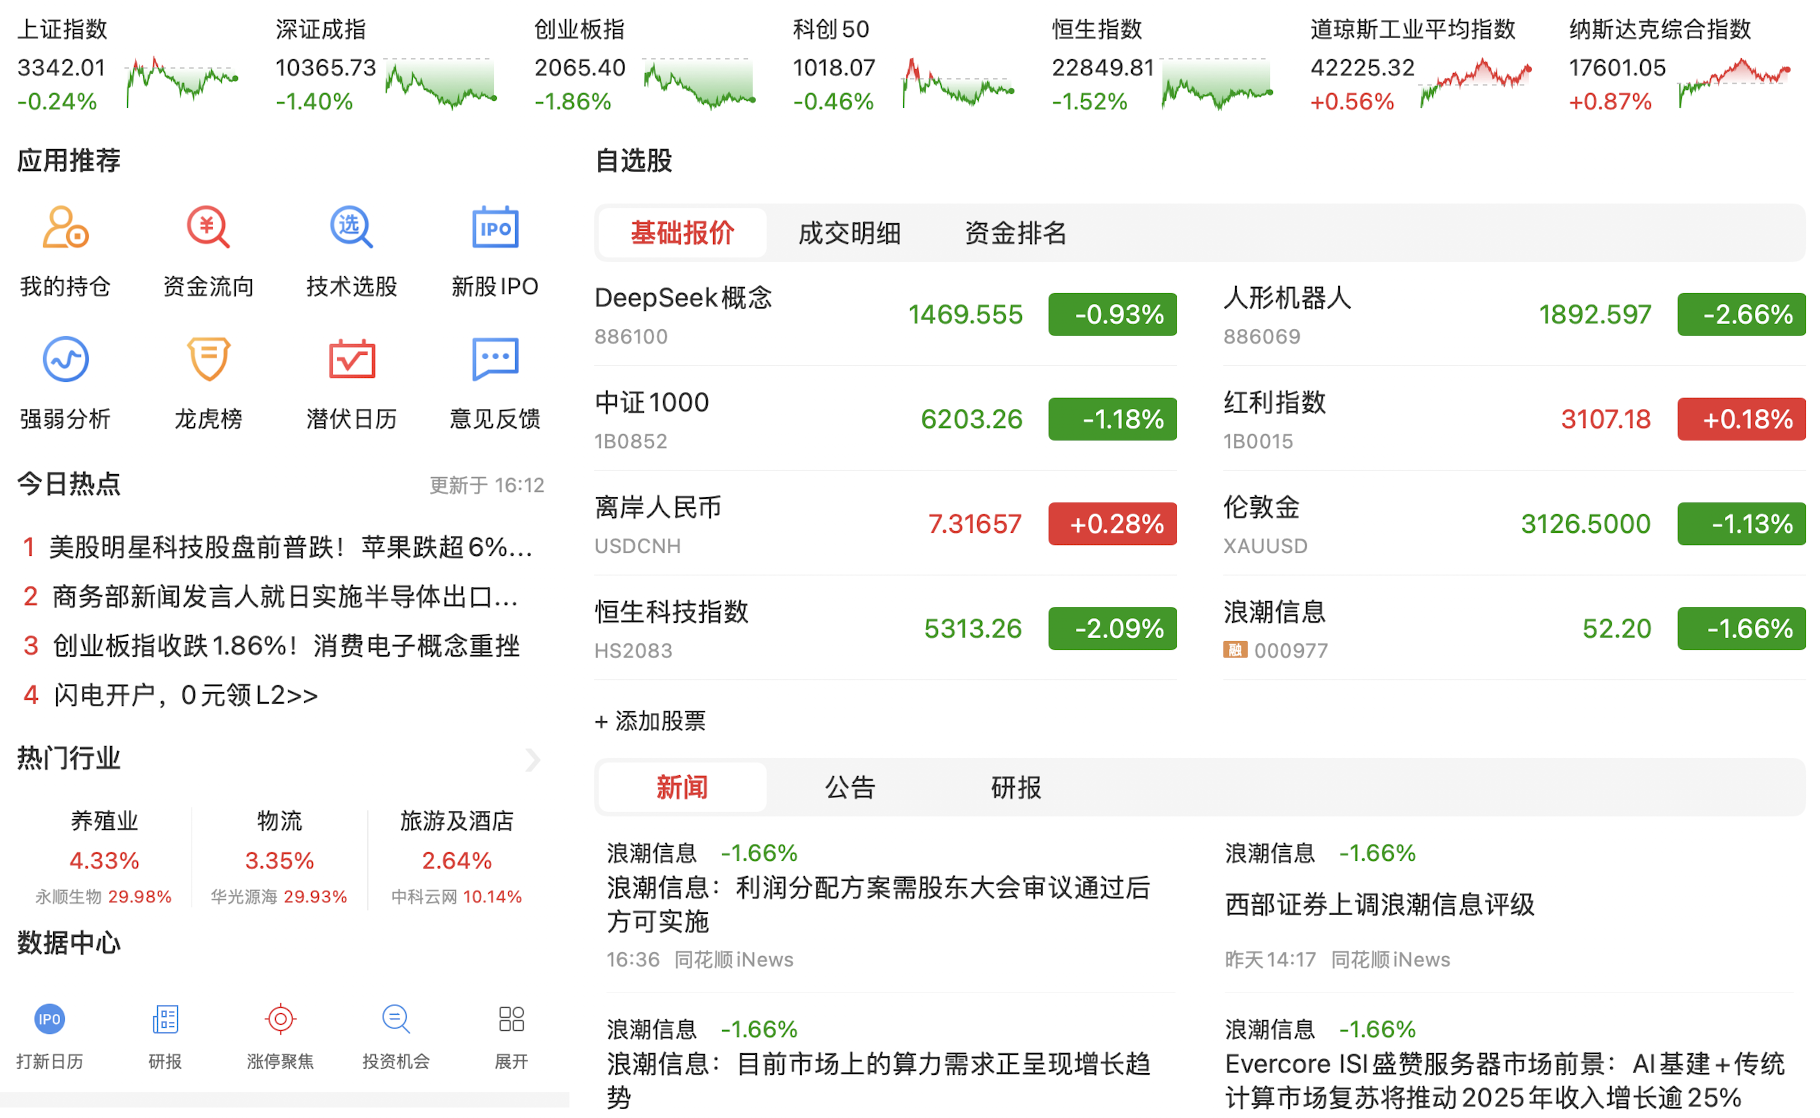 上证指数
3342.01
-0.24%
深证成指
10365.73
-1.40%
创业板指
2065.40
-1.86%
科创50
1018.07
-0.46%
恒生指数
22849.81
-1.52%
道琼斯工业平均指数
42225.32
+0.56%
纳斯达克综合指数
17601.05
+0.87%
应用推荐
¥
选
IPO
我的持仓
资金流向
技术选股
新股IPO
强弱分析
龙虎榜
潜伏日历
意见反馈
今日热点
更新于 16:12
1 美股明星科技股盘前普跌！苹果跌超6%...
2 商务部新闻发言人就日实施半导体出口...
3 创业板指收跌1.86%！消费电子概念重挫
4 闪电开户，0元领L2>>
热门行业
养殖业
4.33%
永顺生物 29.98%
物流
3.35%
华光源海 29.93%
旅游及酒店
2.64%
中科云网 10.14%
数据中心
IPO
打新日历
研报
涨停聚焦
投资机会
展开
自选股
基础报价
成交明细
资金排名
DeepSeek概念
886100
1469.555
-0.93%
人形机器人
886069
1892.597
-2.66%
中证1000
1B0852
6203.26
-1.18%
红利指数
1B0015
3107.18
+0.18%
离岸人民币
USDCNH
7.31657
+0.28%
伦敦金
XAUUSD
3126.5000
-1.13%
恒生科技指数
HS2083
5313.26
-2.09%
浪潮信息
融 000977
52.20
-1.66%
+ 添加股票
新闻
公告
研报
浪潮信息 -1.66%
浪潮信息：利润分配方案需股东大会审议通过后
方可实施
16:36 同花顺iNews
浪潮信息 -1.66%
西部证券上调浪潮信息评级
昨天14:17 同花顺iNews
浪潮信息 -1.66%
浪潮信息：目前市场上的算力需求正呈现增长趋
势
浪潮信息 -1.66%
Evercore ISI盛赞服务器市场前景：AI基建+传统
计算市场复苏将推动2025年收入增长逾25%